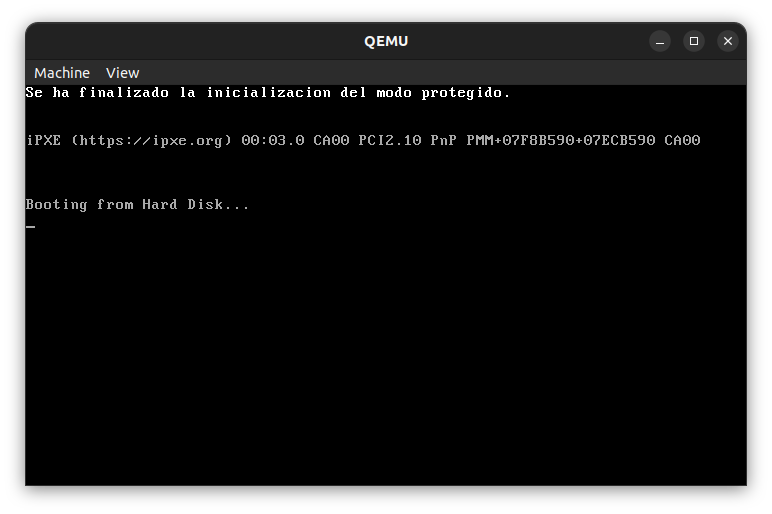 QEMU
Machine View
Se ha finalizado la inicializacion del modo protegido.
iPXE (https://ipxe.org) 00:03.0 CA00 PCI2.10 PnP PMM+07F8B590+07ECB590 CA00
Booting from Hard Disk...